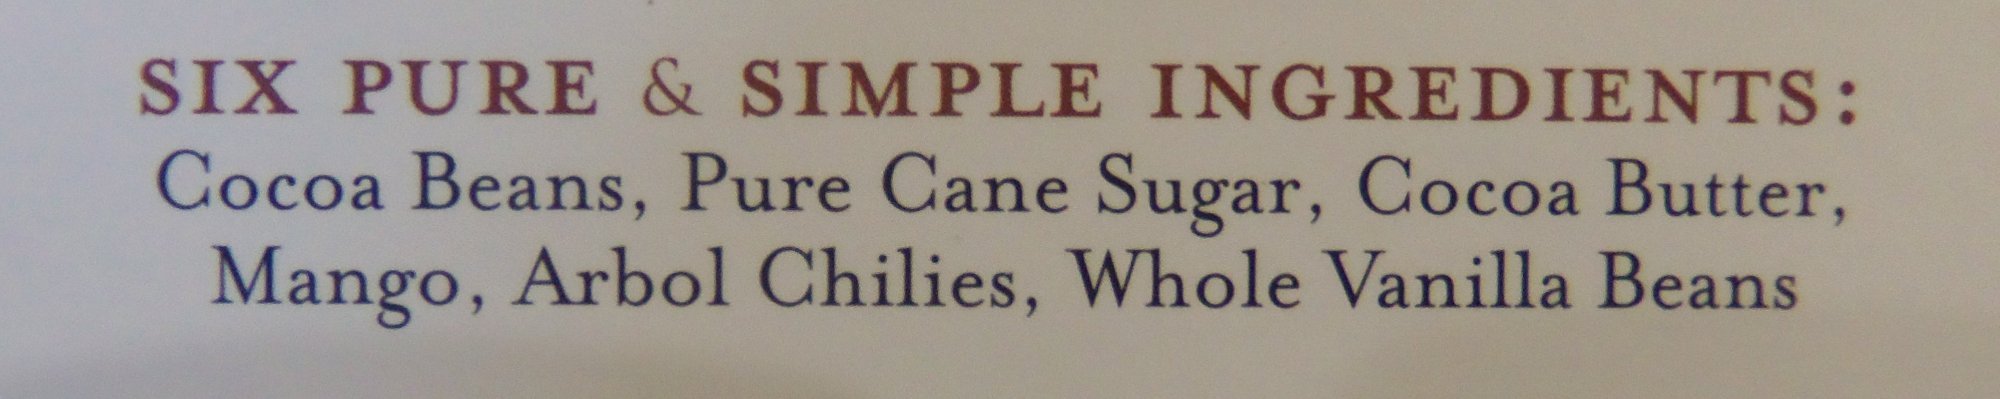 SIX PURE & SIMPLE INGREDIENTS:
Cocoa Beans, Pure Cane Sugar, Cocoa Butter,
Mango, Arbol Chilies, Whole Vanilla Beans